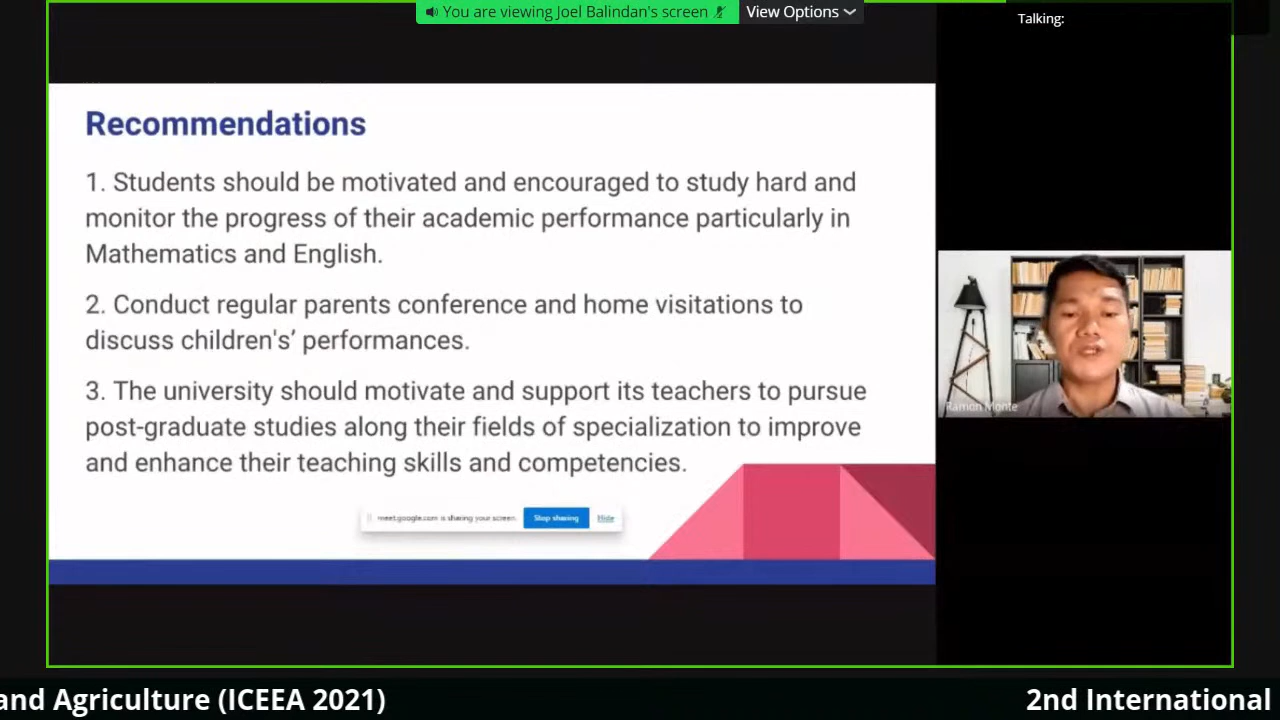 You are viewing Joel Balindan's screen
View Options
Talking:
Recommendations
1. Students should be motivated and encouraged to study hard and
monitor the progress of their academic performance particularly in
Mathematics and English.
2. Conduct regular parents conference and home visitations to
discuss children's’ performances.
3. The university should motivate and support its teachers to pursue
post-graduate studies along their fields of specialization to improve
and enhance their teaching skills and competencies.
meet.google.com is sharing your screen.
Stop sharing
Hide
Ramon Monte
and Agriculture (ICEEA 2021)
2nd International